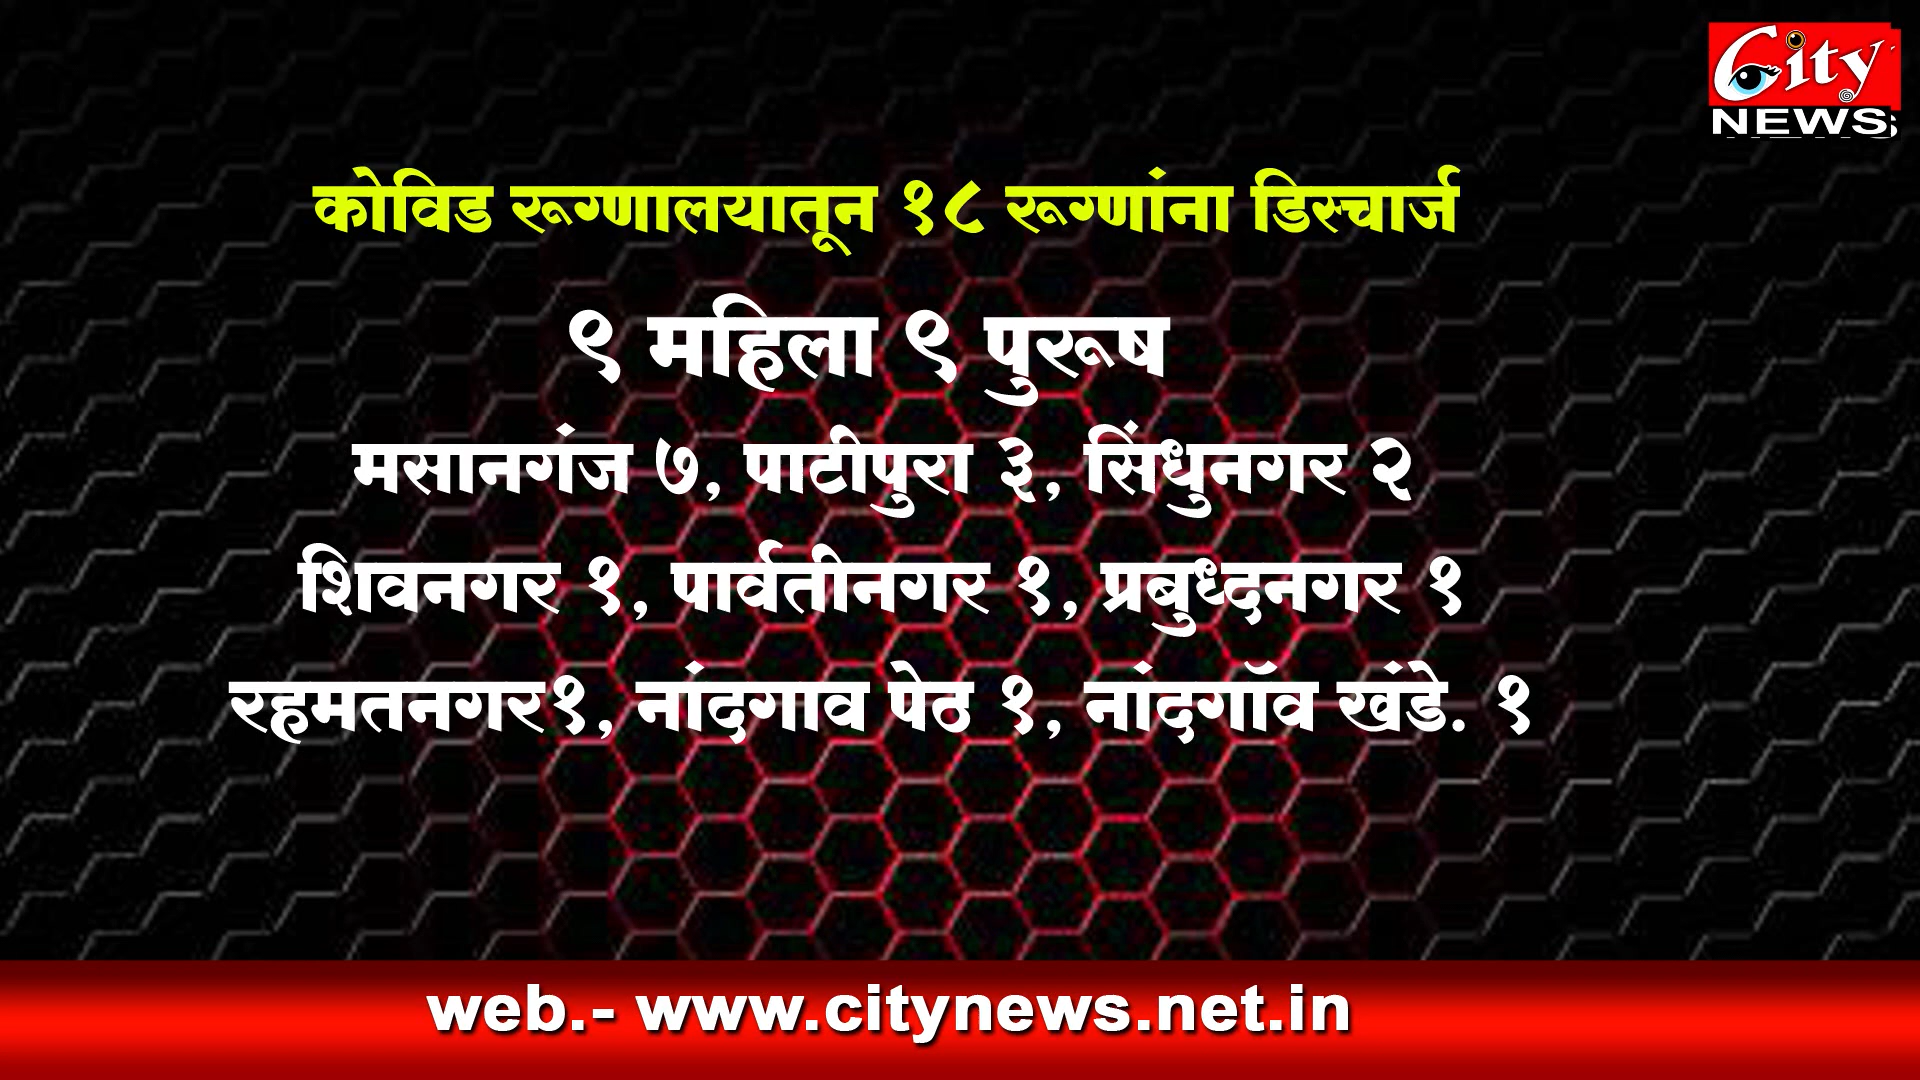 City
NEWS
कोविड रूग्णालयातून १८ रूग्णांना डिस्चार्ज
९ महिला ९ पुरूष
मसानगंज ७, पाटीपुरा ३, सिंधुनगर २
शिवनगर १, पार्वतीनगर १, प्रबुध्दनगर १
रहमतनगर१, नांदगाव पेठ १, नांदगॉव खंडे. १
web.- www.citynews.net.in